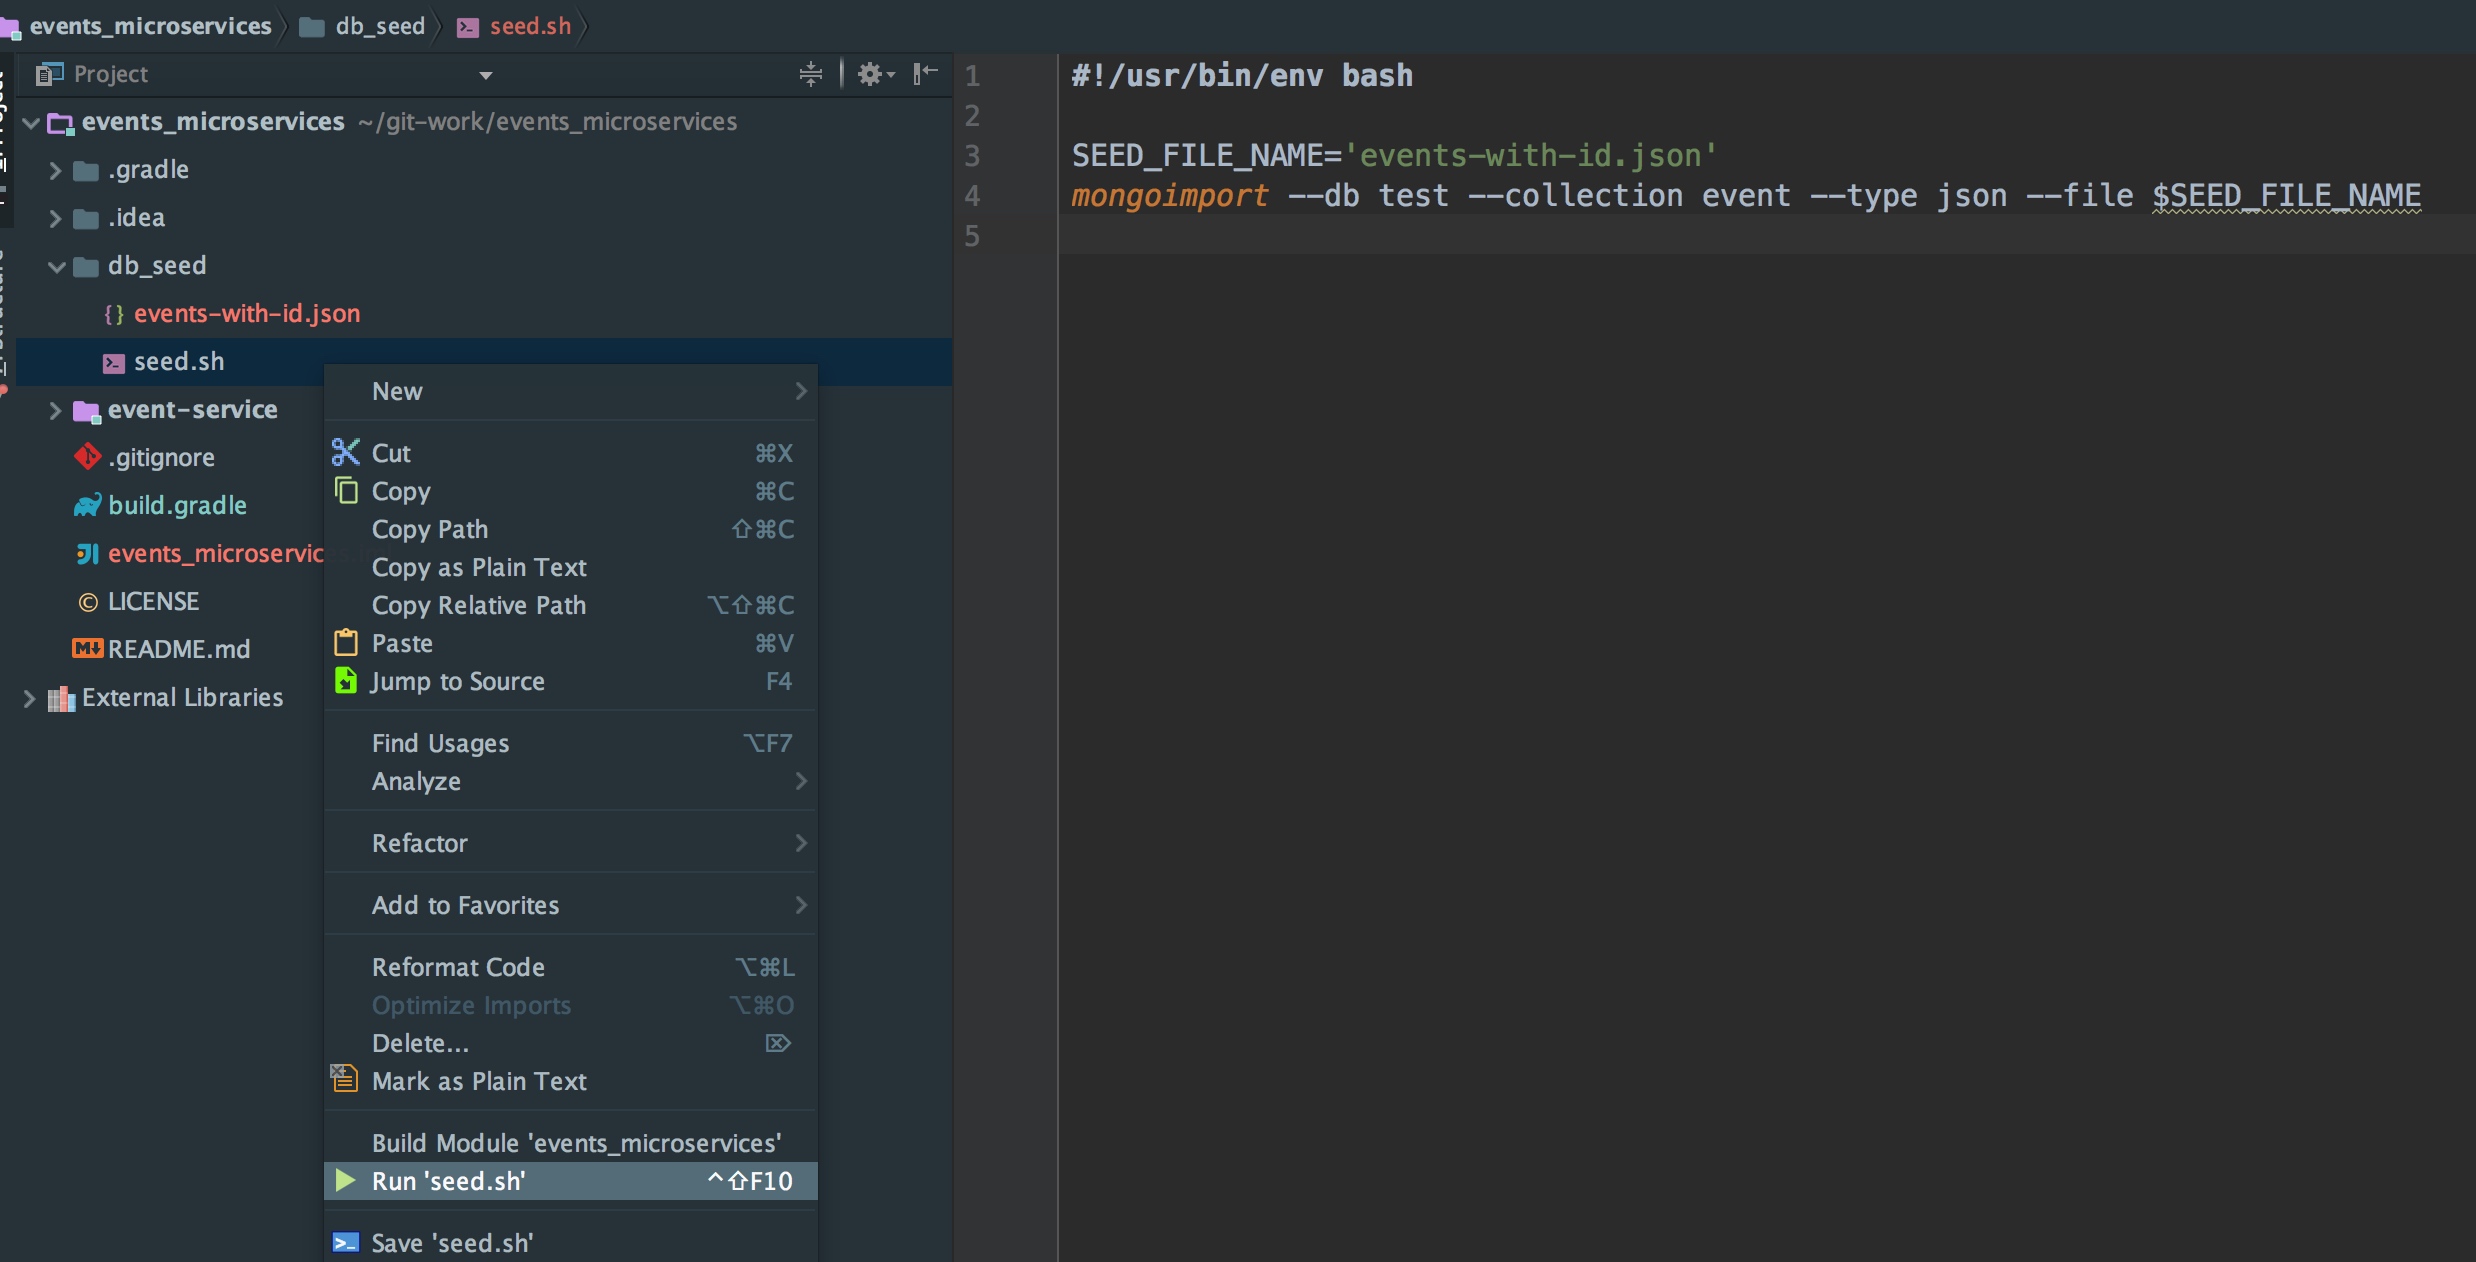 events_microservices db_seed seed.sh
Project
events_microservices ~/git-work/events_microservices
.gradle
.idea
db_seed
events-with-id.json
seed.sh
event-service
.gitignore
build.gradle
events_microservic
LICENSE
README.md
External Libraries
New
Cut ⌘X
Copy ⌘C
Copy Path ⇧⌘C
Copy as Plain Text
Copy Relative Path ⌥⇧⌘C
Paste ⌘V
Jump to Source F4
Find Usages ⌥F7
Analyze
Refactor
Add to Favorites
Reformat Code ⌥⌘L
Optimize Imports ⌥⌘O
Delete... ⌦
Mark as Plain Text
Build Module 'events_microservices'
Run 'seed.sh' ^⇧F10
Save 'seed.sh'
1 #!/usr/bin/env bash
2
3 SEED_FILE_NAME='events-with-id.json'
4 mongoimport --db test --collection event --type json --file $SEED_FILE_NAME
5